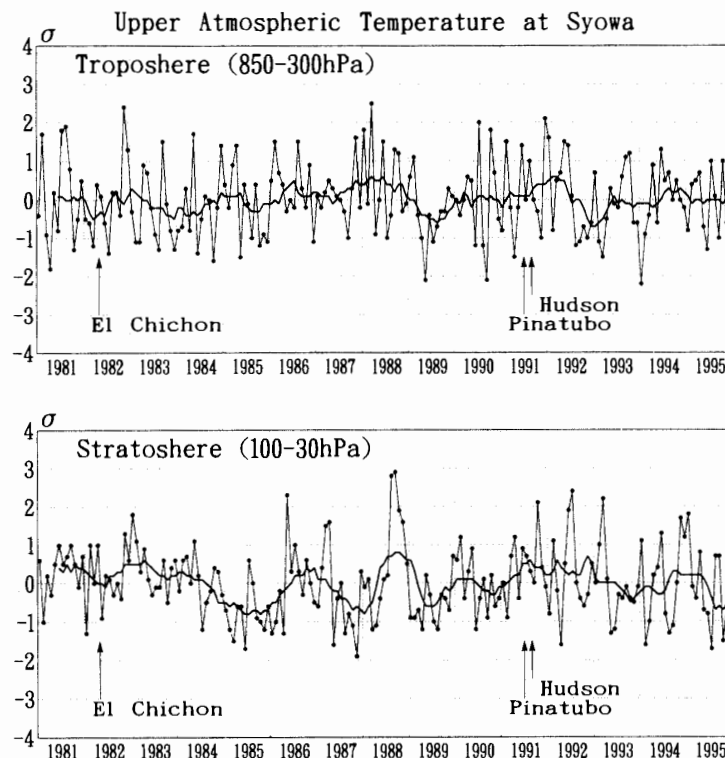 Upper Atmospheric Temperature at Syowa
σ
Troposhere (850-300hPa)
4
3
2
1
0
-1
-2
-3
-4
El Chichon
Hudson
Pinatubo
1981 1982 1983 1984 1985 1986 1987 1988 1989 1990 1991 1992 1993 1994 1995
σ
Stratoshere (100-30hPa)
4
3
2
1
0
-1
-2
-3
-4
El Chichon
Hudson
Pinatubo
1981 1982 1983 1984 1985 1986 1987 1988 1989 1990 1991 1992 1993 1994 1995